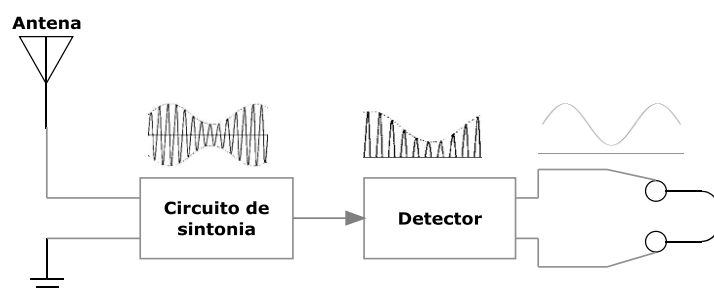 Antena
Circuito de
sintonia
Detector